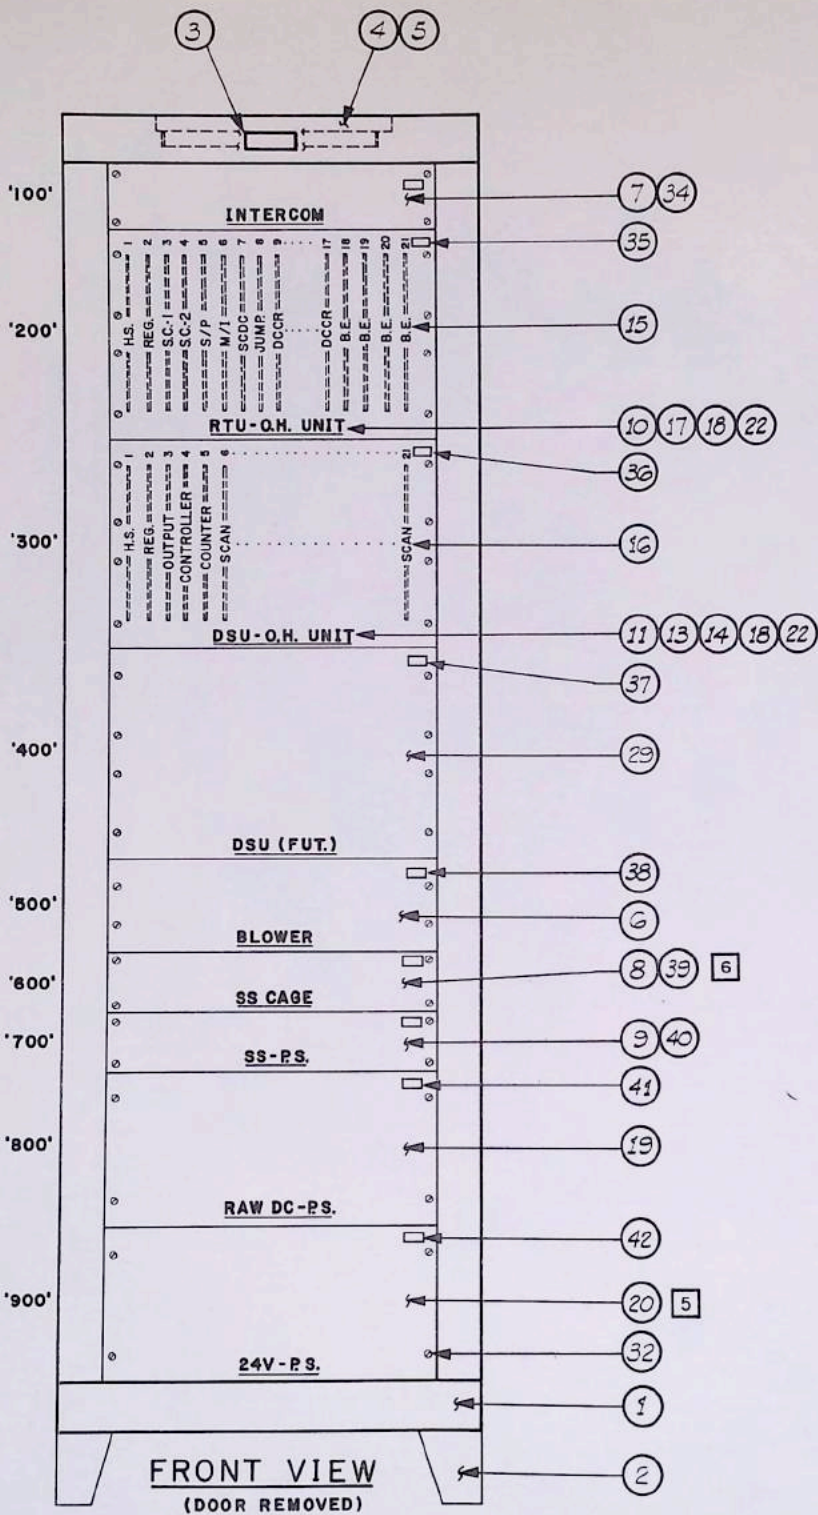 3 4 5
'100'
INTERCOM
7 34
35
1 2 3 4 5 6 7 8 9 17 18 19 20 21
H.S. REG. S.C.-1 S.C.-2 S/P M/I SCDC JUMP. DCCR DCCR B.E. B.E. B.E. B.E.
'200'
15
RTU-O.H. UNIT
10 17 18 22
36
1 2 3 4 5 6 21
H.S. REG. OUTPUT CONTROLLER COUNTER SCAN SCAN
'300'
16
DSU-O.H. UNIT
11 13 14 18 22
37
'400'
29
DSU (FUT.)
38
'500'
6
BLOWER
'600'
8 39 6
SS CAGE
'700'
9 40
SS-P.S.
41
'800'
19
RAW DC-P.S.
42
'900'
20 5
32
24V-P.S.
1
FRONT VIEW
2
(DOOR REMOVED)